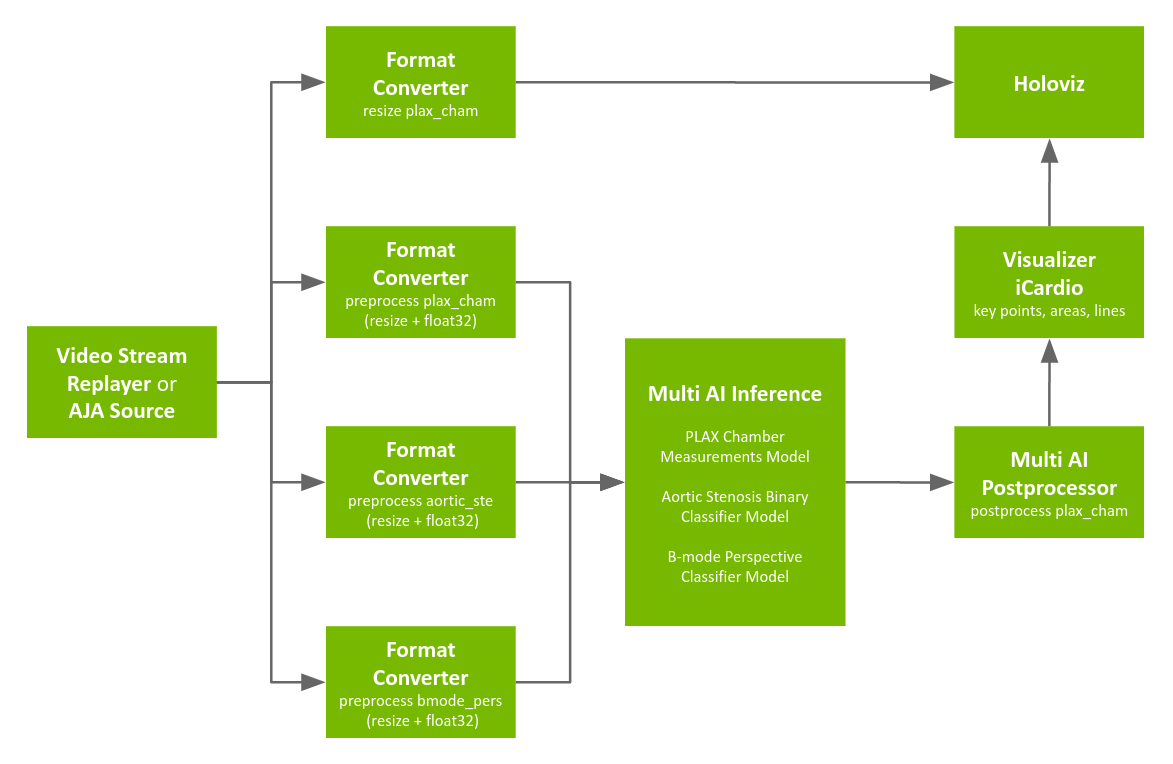 Format
Converter
resize plax_cham
Holoviz
Format
Converter
preprocess plax_cham
(resize + float32)
Visualizer
iCardio
key points, areas, lines
Video Stream
Replayer or
AJA Source
Multi AI Inference
PLAX Chamber
Measurements Model
Aortic Stenosis Binary
Classifier Model
B-mode Perspective
Classifier Model
Format
Converter
preprocess aortic_ste
(resize + float32)
Multi AI
Postprocessor
postprocess plax_cham
Format
Converter
preprocess bmode_pers
(resize + float32)